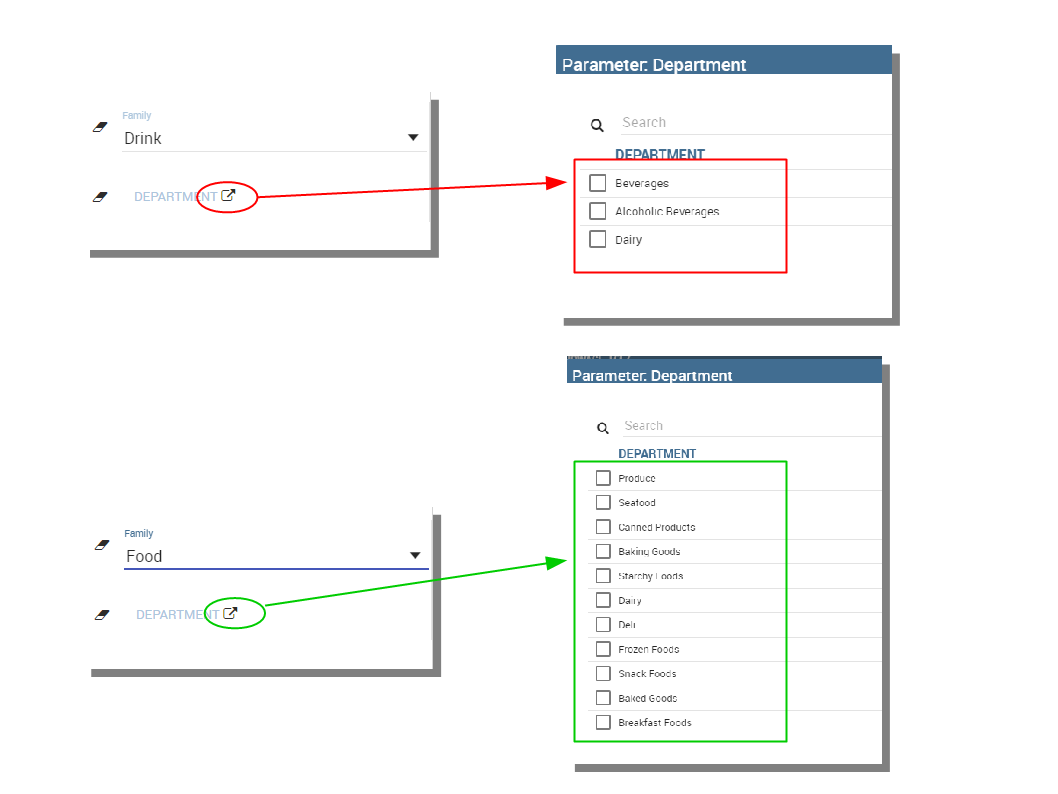 Parameter: Department
Family
Drink
Search
DEPARTMENT
Beverages
DEPARTMENT
Alcoholic Beverages
Dairy
Parameter: Department
Search
DEPARTMENT
Produce
Seafood
Canned Products
Baking Goods
Starchy Foods
Dairy
Deli
Frozen Foods
Snack Foods
Baked Goods
Breakfast Foods
Family
Food
DEPARTMENT